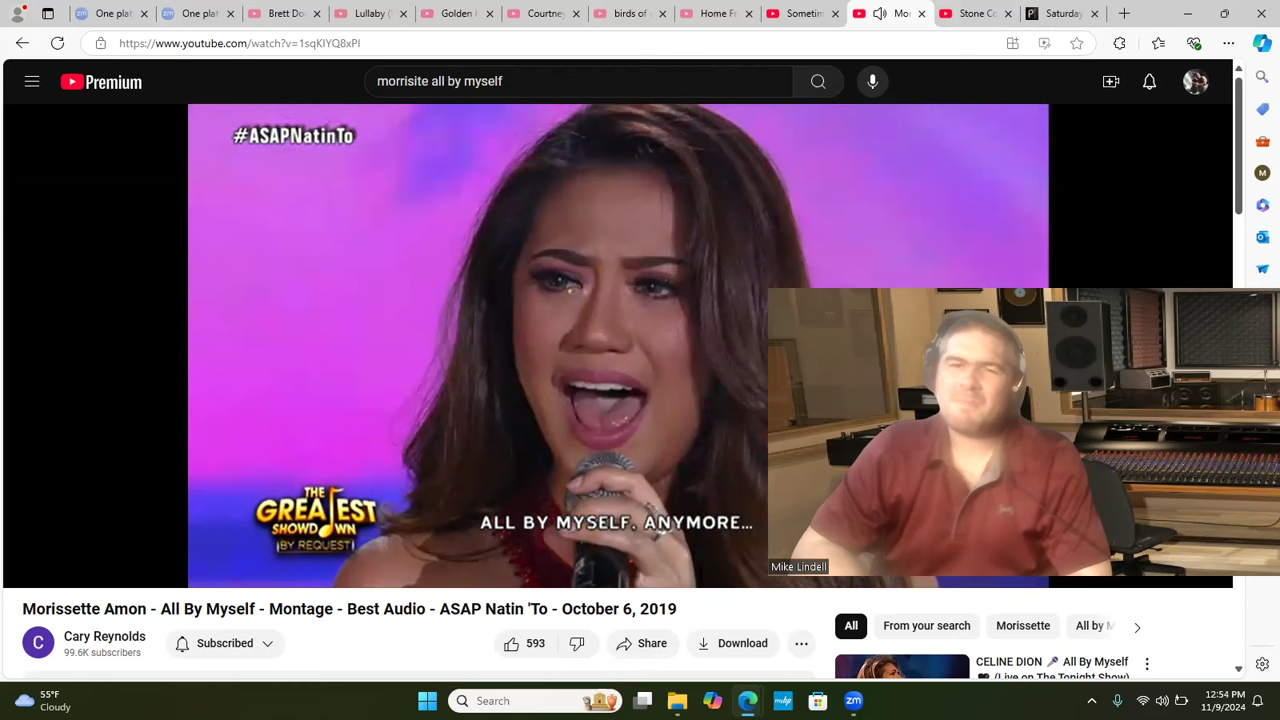 One plat
One plat
Brett Do
Lullaby (
Golden H
Courtney
birds of
Home Fr
Sometim
Mor
Stone Co
Saturday
https://www.youtube.com/watch?v=1sqKIYQ8xPI
Premium
morrisite all by myself
#ASAPNatinTo
THE
GREATEST
SHOWDOWN
BY REQUEST
ALL BY MYSELF. ANYMORE...
Mike Lindell
Morissette Amon - All By Myself - Montage - Best Audio - ASAP Natin 'To - October 6, 2019
C
Cary Reynolds
99.6K subscribers
Subscribed
593
Share
Download
All
From your search
Morissette
All by M
CELINE DION 🎤 All By Myself
(Live on The Tonight Show)
55°F
Cloudy
Search
mhp
zm
12:54 PM
11/9/2024